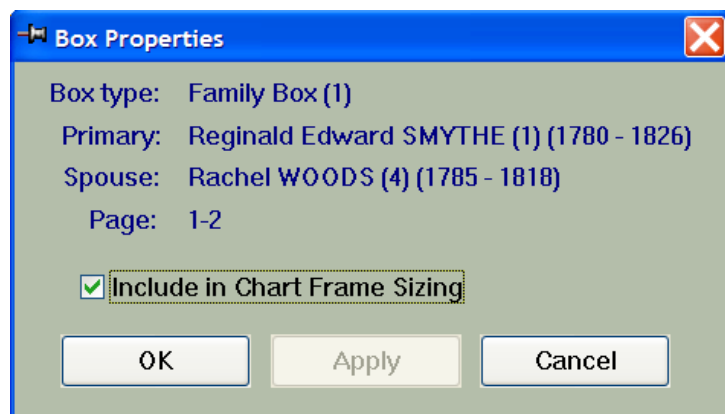 Box Properties
Box type: Family Box (1)
Primary: Reginald Edward SMYTHE (1) (1780 - 1826)
Spouse: Rachel WOODS (4) (1785 - 1818)
Page: 1-2
Include in Chart Frame Sizing
OK Apply Cancel